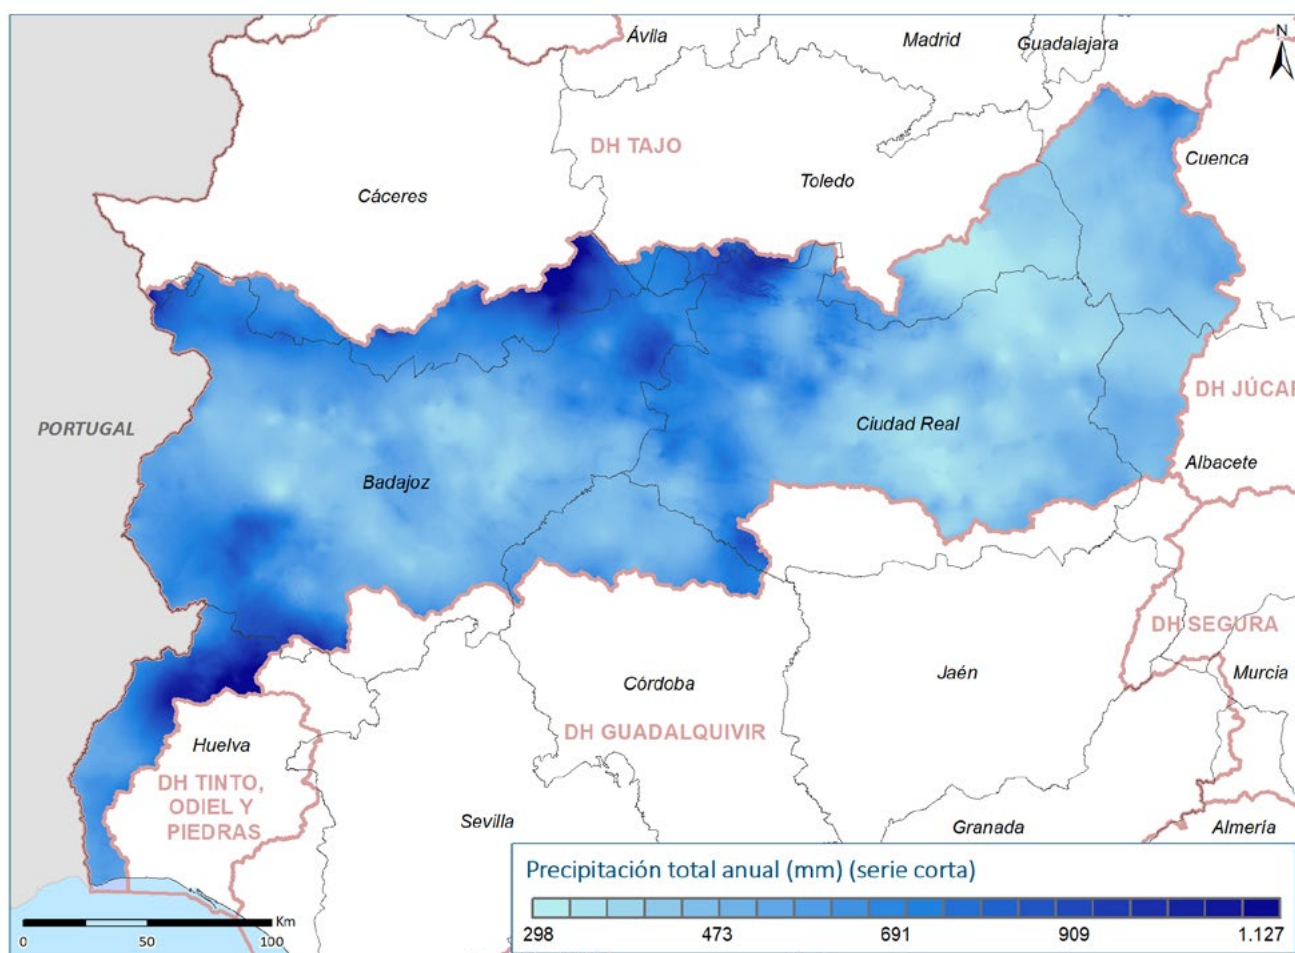 Ávila
Madrid
Guadalajara
N
DH TAJO
Cuenca
Cáceres
Toledo
DH JÚCAR
PORTUGAL
Ciudad Real
Albacete
Badajoz
DH SEGURA
Murcia
Jaén
Córdoba
DH GUADALQUIVIR
Huelva
DH TINTO,
ODIEL Y
PIEDRAS
Sevilla
Granada
Almería
Precipitación total anual (mm) (serie corta)
298 473 691 909 1.127
Km
0 50 100